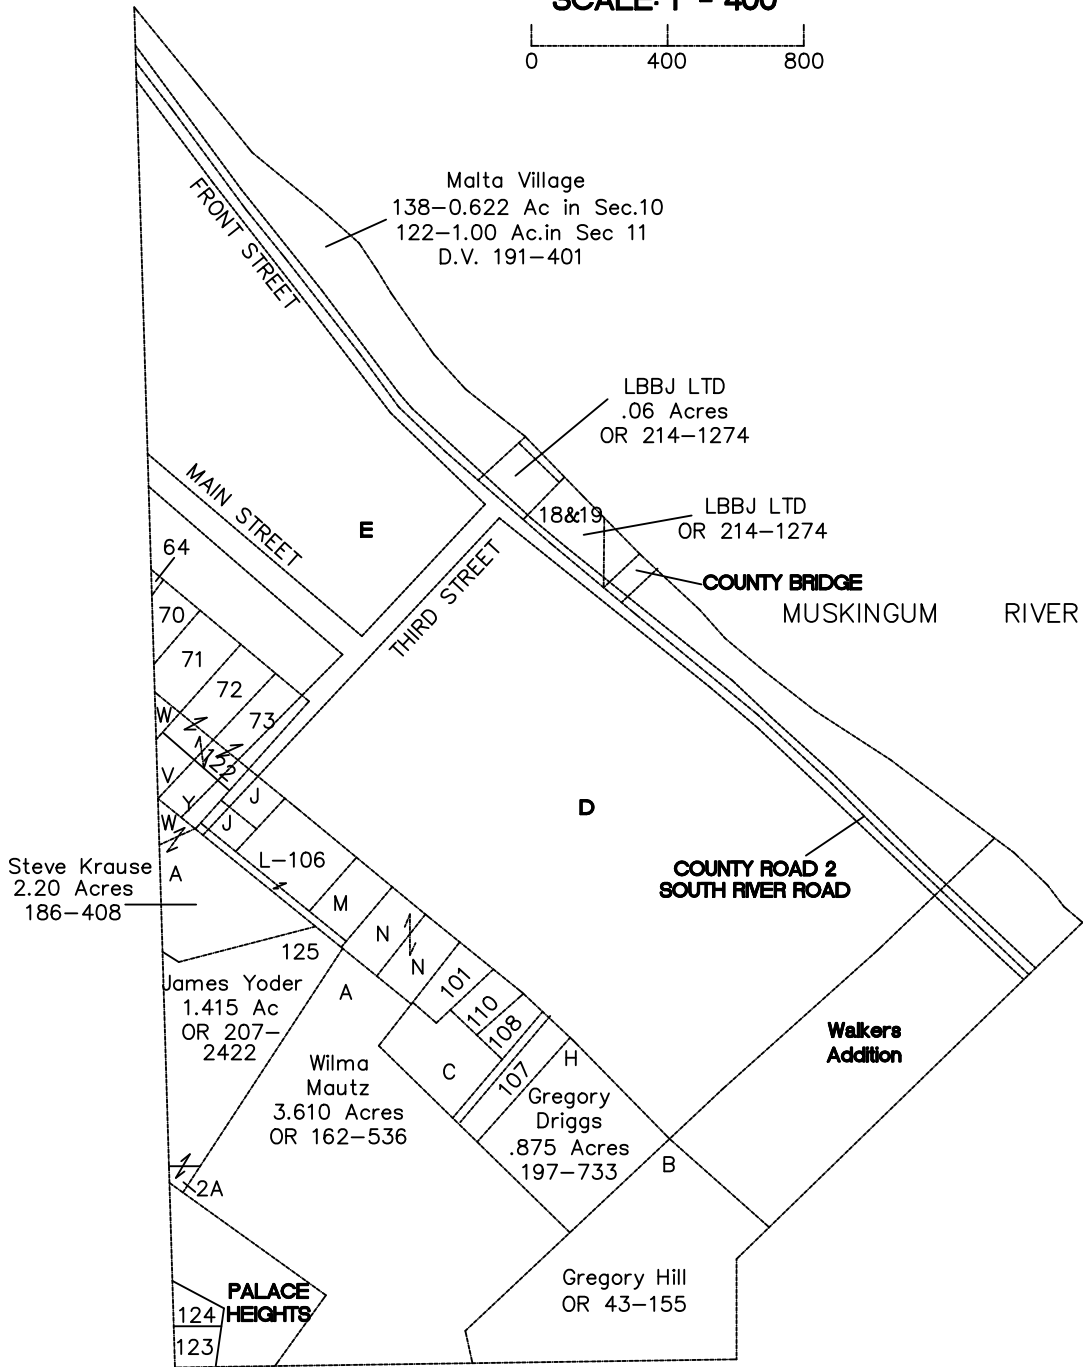 SCALE: 1" = 400'
0 400 800
Malta Village
138-0.622 Ac in Sec.10
122-1.00 Ac.in Sec 11
D.V. 191-401
FRONT STREET
LBBJ LTD
.06 Acres
OR 214-1274
MAIN STREET
E
18&19
LBBJ LTD
OR 214-1274
THIRD STREET
COUNTY BRIDGE
MUSKINGUM RIVER
64
70
71
72
73
W
122
V
Y
J
J
W
D
L-106
Steve Krause
2.20 Acres
186-408
A
COUNTY ROAD 2
SOUTH RIVER ROAD
M
N
N
125
101
James Yoder
1.415 Ac
OR 207-
2422
A
110
108
Walkers
Addition
Wilma
Mautz
3.610 Acres
OR 162-536
C
107
H
Gregory
Driggs
.875 Acres
197-733
B
2A
PALACE
HEIGHTS
Gregory Hill
OR 43-155
124
123